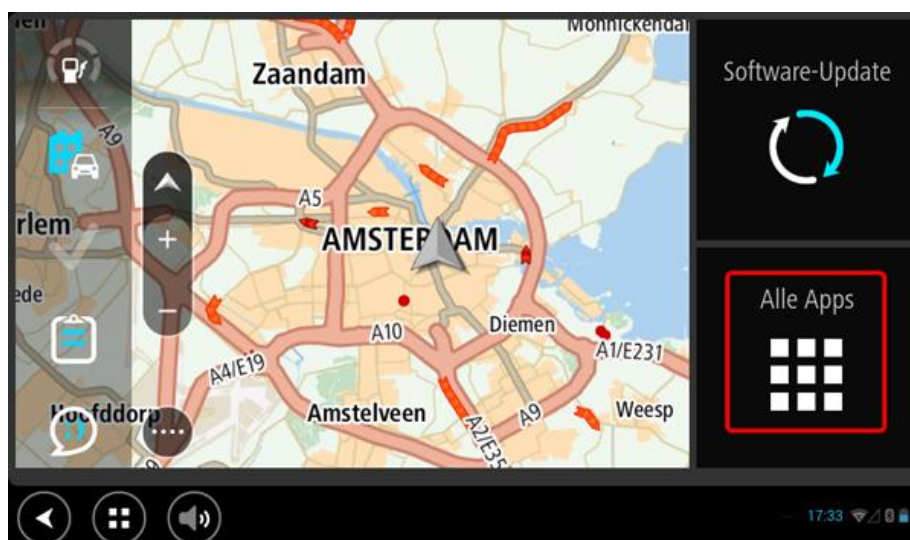 Monnickendam
Zaandam
A9
A5
AMSTERDAM
rlem
ede
A10
Diemen
A1/E231
A4/E19
Hoofddorp
Amstelveen
A9
Weesp
A2/E35
Software-Update
Alle Apps
17:33